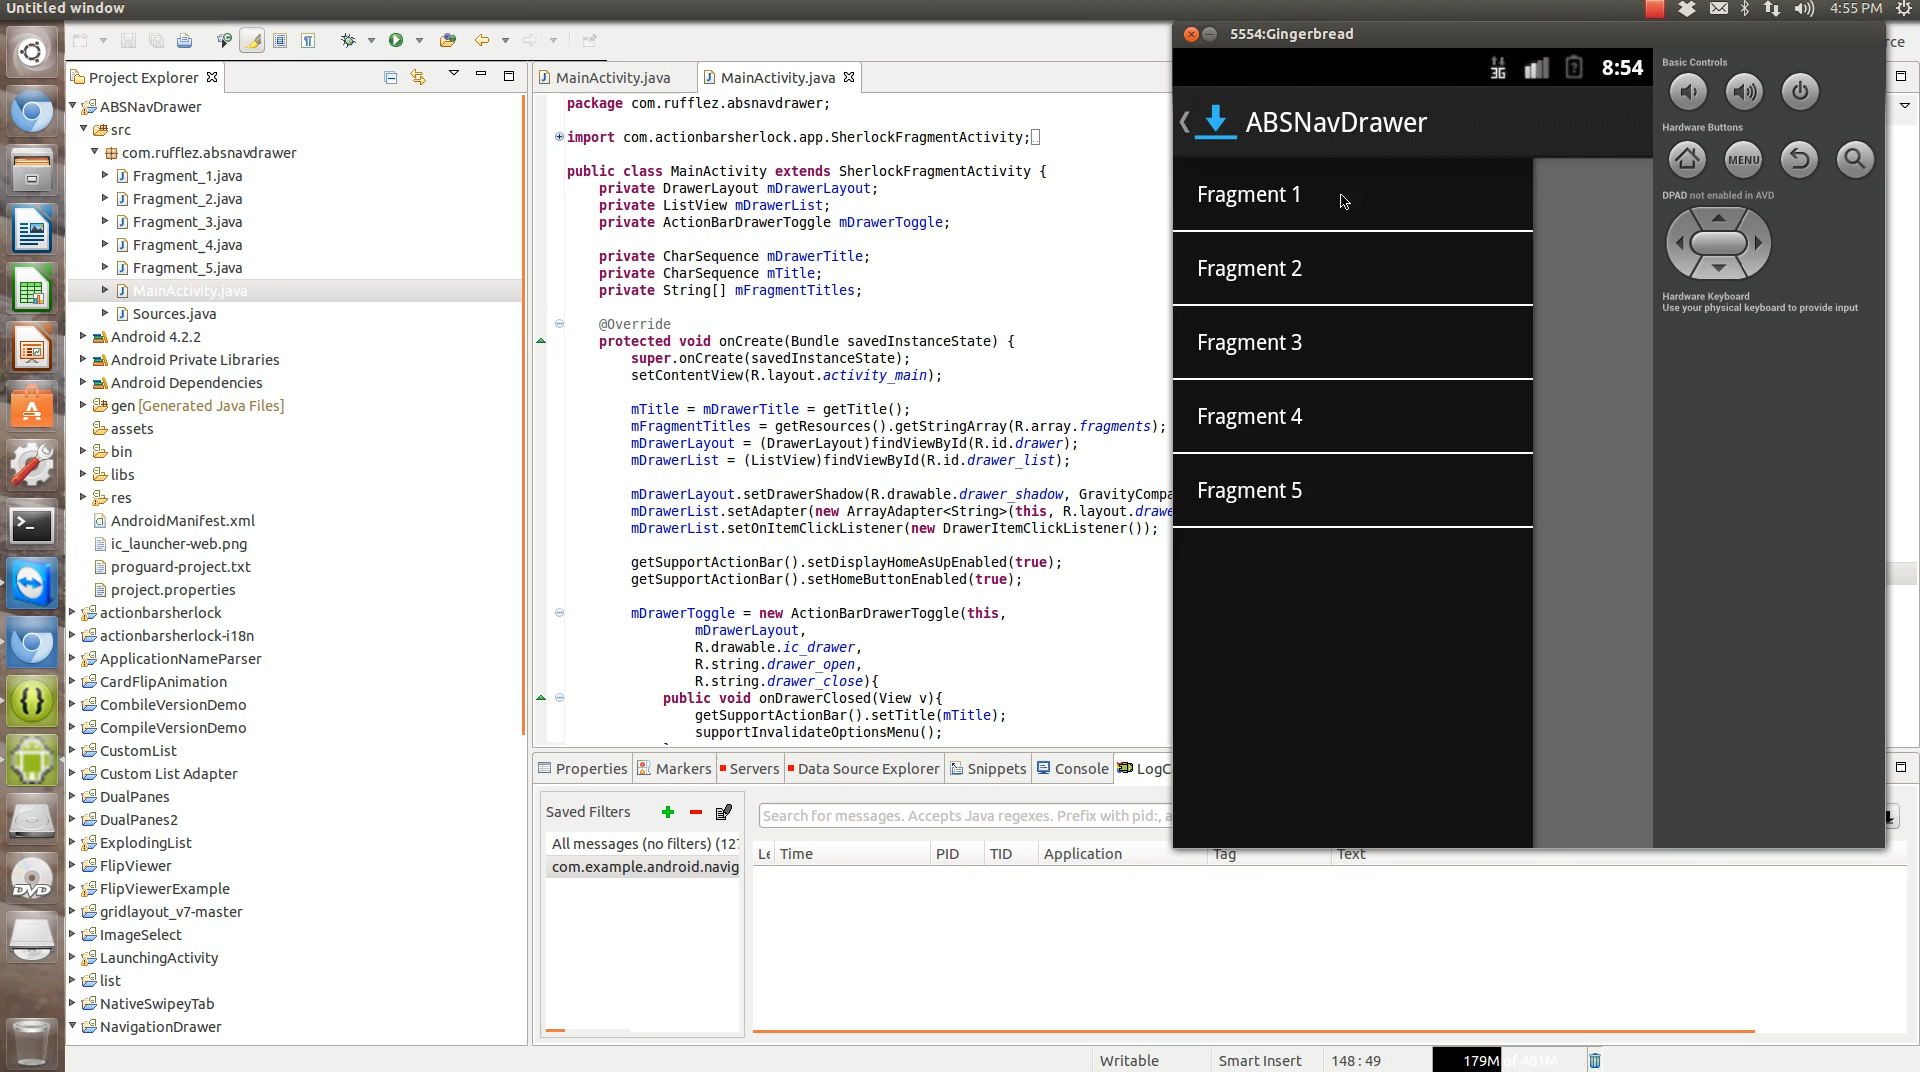 Untitled window
4:55 PM
Project Explorer
ABSNavDrawer
src
com.rufflez.absnavdrawer
Fragment_1.java
Fragment_2.java
Fragment_3.java
Fragment_4.java
Fragment_5.java
MainActivity.java
Sources.java
Android 4.2.2
Android Private Libraries
Android Dependencies
gen [Generated Java Files]
assets
bin
libs
res
AndroidManifest.xml
ic_launcher-web.png
proguard-project.txt
project.properties
actionbarsherlock
actionbarsherlock-i18n
ApplicationNameParser
CardFlipAnimation
CombileVersionDemo
CompileVersionDemo
CustomList
Custom List Adapter
DualPanes
DualPanes2
ExplodingList
FlipViewer
FlipViewerExample
gridlayout_v7-master
ImageSelect
LaunchingActivity
list
NativeSwipeyTab
NavigationDrawer
MainActivity.java
MainActivity.java
package com.rufflez.absnavdrawer;
import com.actionbarsherlock.app.SherlockFragmentActivity;
public class MainActivity extends SherlockFragmentActivity {
private DrawerLayout mDrawerLayout;
private ListView mDrawerList;
private ActionBarDrawerToggle mDrawerToggle;
private CharSequence mDrawerTitle;
private CharSequence mTitle;
private String[] mFragmentTitles;
@Override
protected void onCreate(Bundle savedInstanceState) {
super.onCreate(savedInstanceState);
setContentView(R.layout.activity_main);
mTitle = mDrawerTitle = getTitle();
mFragmentTitles = getResources().getStringArray(R.array.fragments);
mDrawerLayout = (DrawerLayout)findViewById(R.id.drawer);
mDrawerList = (ListView)findViewById(R.id.drawer_list);
mDrawerLayout.setDrawerShadow(R.drawable.drawer_shadow, GravityCompa
mDrawerList.setAdapter(new ArrayAdapter<String>(this, R.layout.drawe
mDrawerList.setOnItemClickListener(new DrawerItemClickListener());
getSupportActionBar().setDisplayHomeAsUpEnabled(true);
getSupportActionBar().setHomeButtonEnabled(true);
mDrawerToggle = new ActionBarDrawerToggle(this,
mDrawerLayout,
R.drawable.ic_drawer,
R.string.drawer_open,
R.string.drawer_close){
public void onDrawerClosed(View v){
getSupportActionBar().setTitle(mTitle);
supportInvalidateOptionsMenu();
5554:Gingerbread
3G
8:54
ABSNavDrawer
Fragment 1
Fragment 2
Fragment 3
Fragment 4
Fragment 5
Basic Controls
Hardware Buttons
MENU
DPAD not enabled in AVD
Hardware Keyboard
Use your physical keyboard to provide input
rce
Properties
Markers
Servers
Data Source Explorer
Snippets
Console
LogC
Saved Filters
All messages (no filters) (127
com.example.android.navig
Search for messages. Accepts Java regexes. Prefix with pid:, a
Time
PID
TID
Application
Tag
Text
Writable
Smart Insert
148 : 49
179M of 401M
DVD